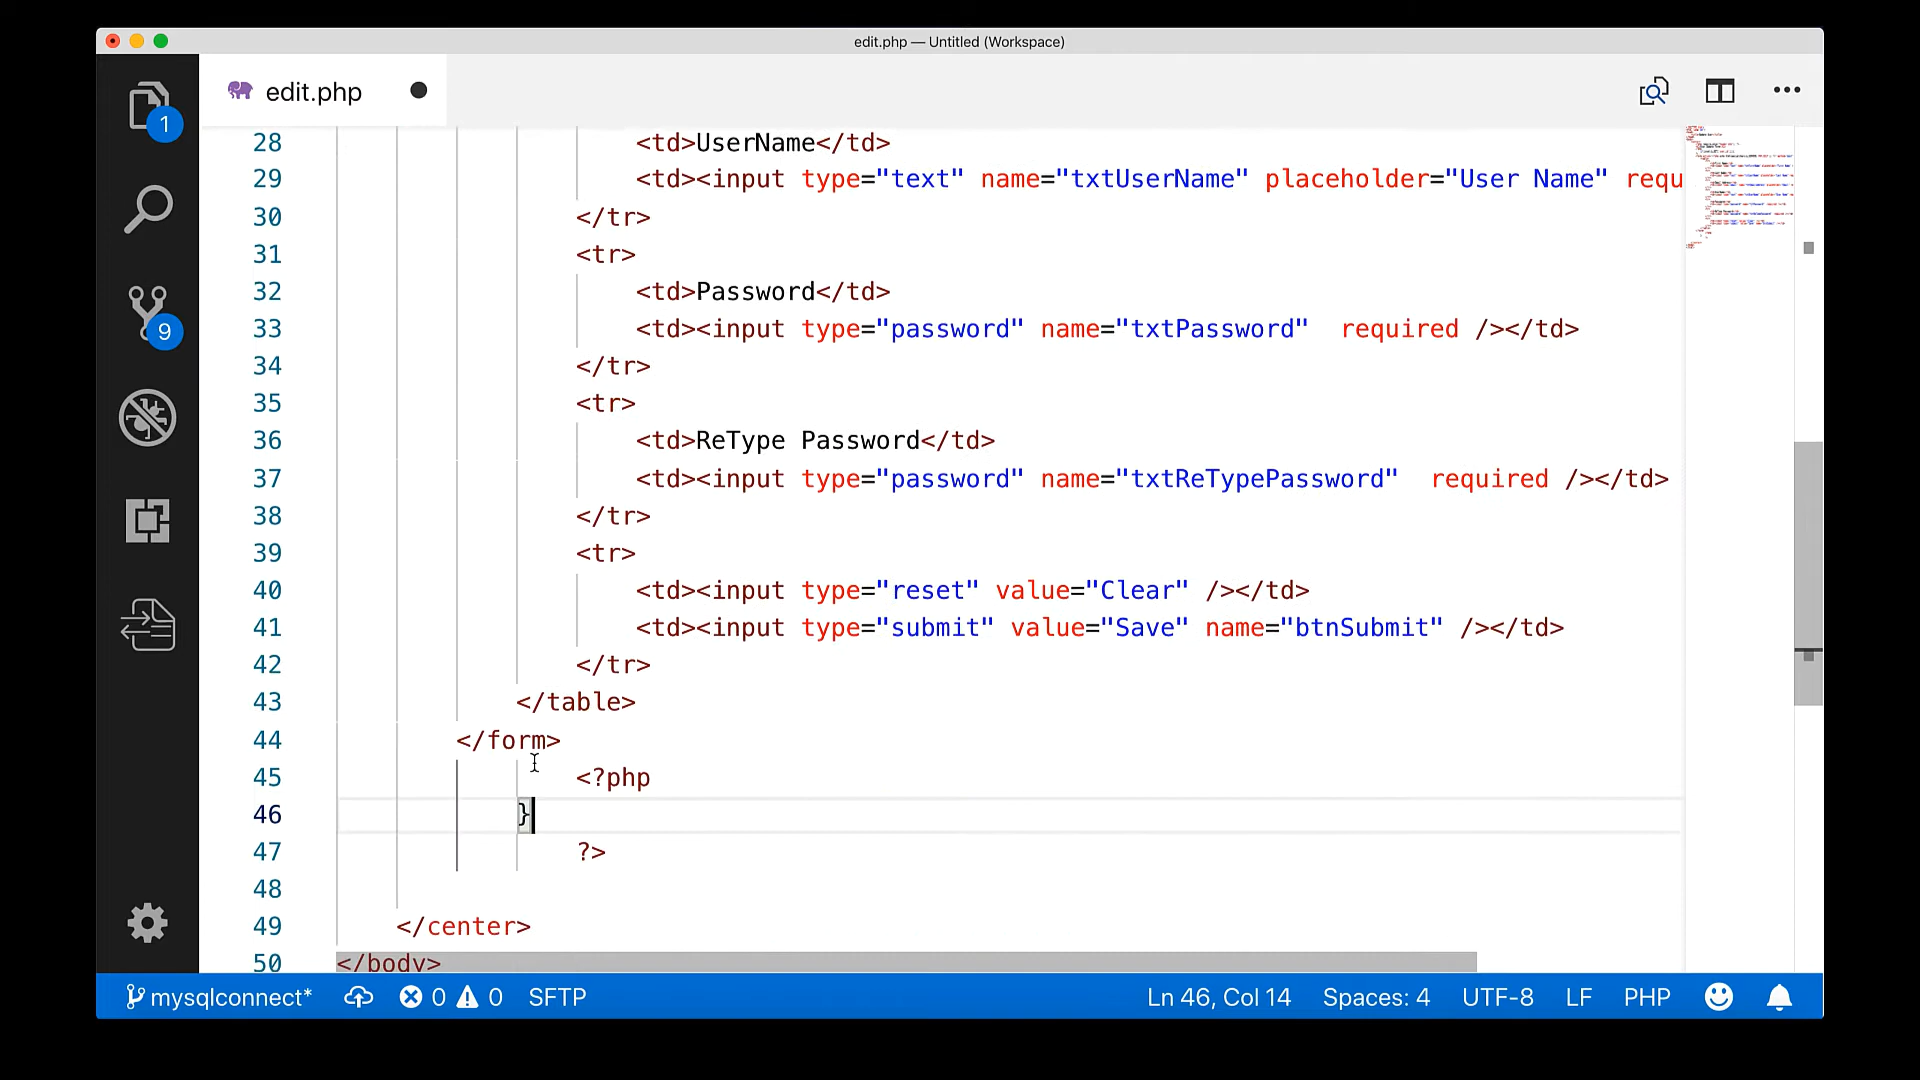 edit.php — Untitled (Workspace)
edit.php
1
9
28 <td>UserName</td>
29 <td><input type="text" name="txtUserName" placeholder="User Name" requ
30 </tr>
31 <tr>
32 <td>Password</td>
33 <td><input type="password" name="txtPassword"  required /></td>
34 </tr>
35 <tr>
36 <td>ReType Password</td>
37 <td><input type="password" name="txtReTypePassword"  required /></td>
38 </tr>
39 <tr>
40 <td><input type="reset" value="Clear" /></td>
41 <td><input type="submit" value="Save" name="btnSubmit" /></td>
42 </tr>
43 </table>
44 </form>
45 <?php
46 }
47 ?>
48
49 </center>
50 </body>
mysqlconnect* 0 0 SFTP Ln 46, Col 14 Spaces: 4 UTF-8 LF PHP